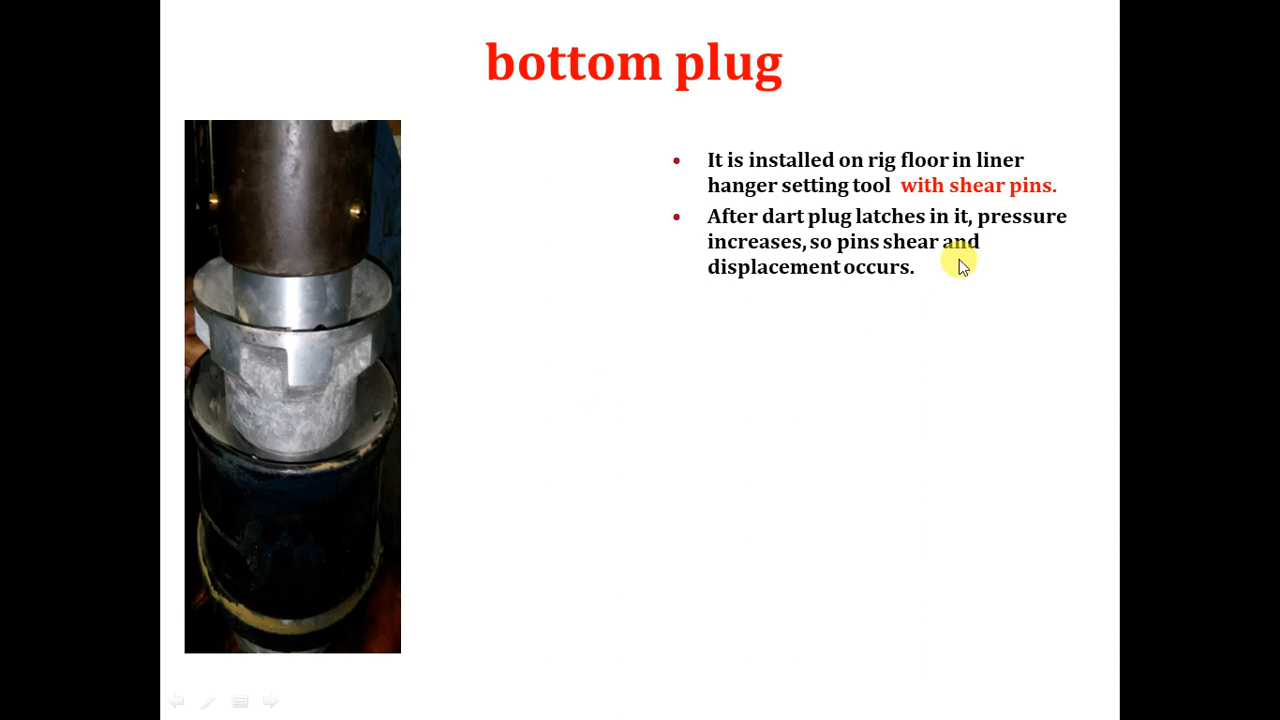 bottom plug
• It is installed on rig floor in liner
hanger setting tool with shear pins.
• After dart plug latches in it, pressure
increases, so pins shear and
displacement occurs.